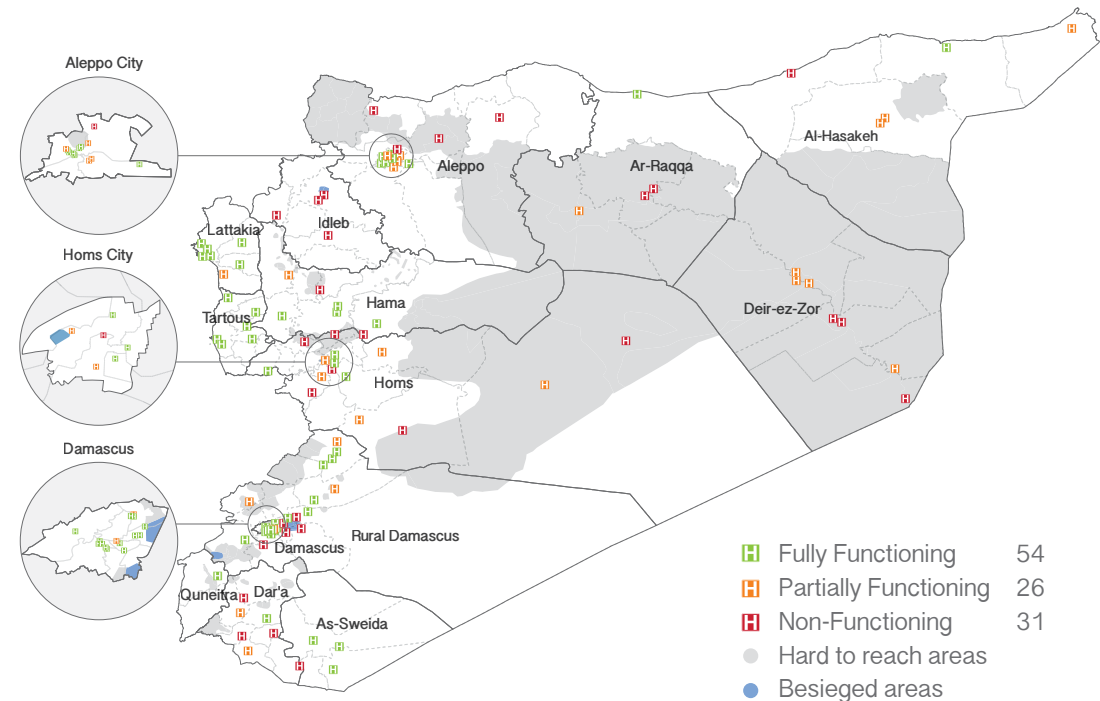 Aleppo City
Al-Hasakeh
Aleppo
Ar-Raqqa
Idleb
Lattakia
Homs City
Hama
Deir-ez-Zor
Tartous
Homs
Damascus
Rural Damascus
Damascus
Quneitra
Dar'a
As-Sweida
H Fully Functioning 54
H Partially Functioning 26
H Non-Functioning 31
Hard to reach areas
Besieged areas